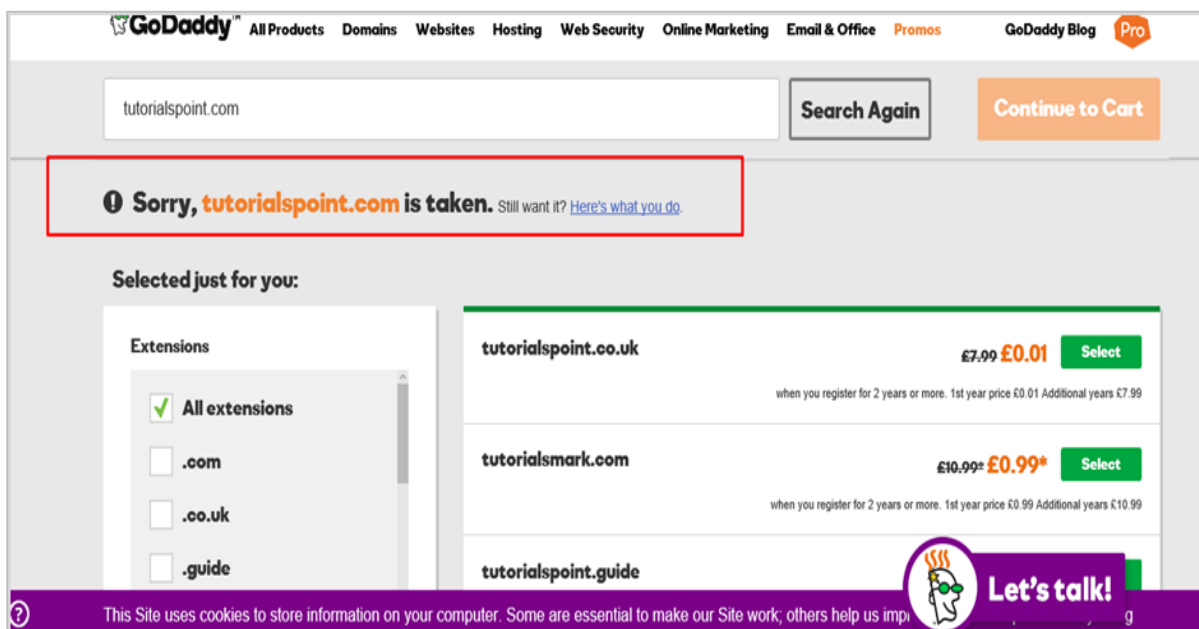 GoDaddy™ All Products Domains Websites Hosting Web Security Online Marketing Email & Office Promos GoDaddy Blog Pro
tutorialspoint.com Search Again Continue to Cart
Sorry, tutorialspoint.com is taken. Still want it? Here's what you do.
Selected just for you:
Extensions
All extensions
.com
.co.uk
.guide
tutorialspoint.co.uk £7.99 £0.01 Select
when you register for 2 years or more. 1st year price £0.01 Additional years £7.99
tutorialsmark.com £10.99* £0.99* Select
when you register for 2 years or more. 1st year price £0.99 Additional years £10.99
tutorialspoint.guide
Let's talk!
This Site uses cookies to store information on your computer. Some are essential to make our Site work; others help us